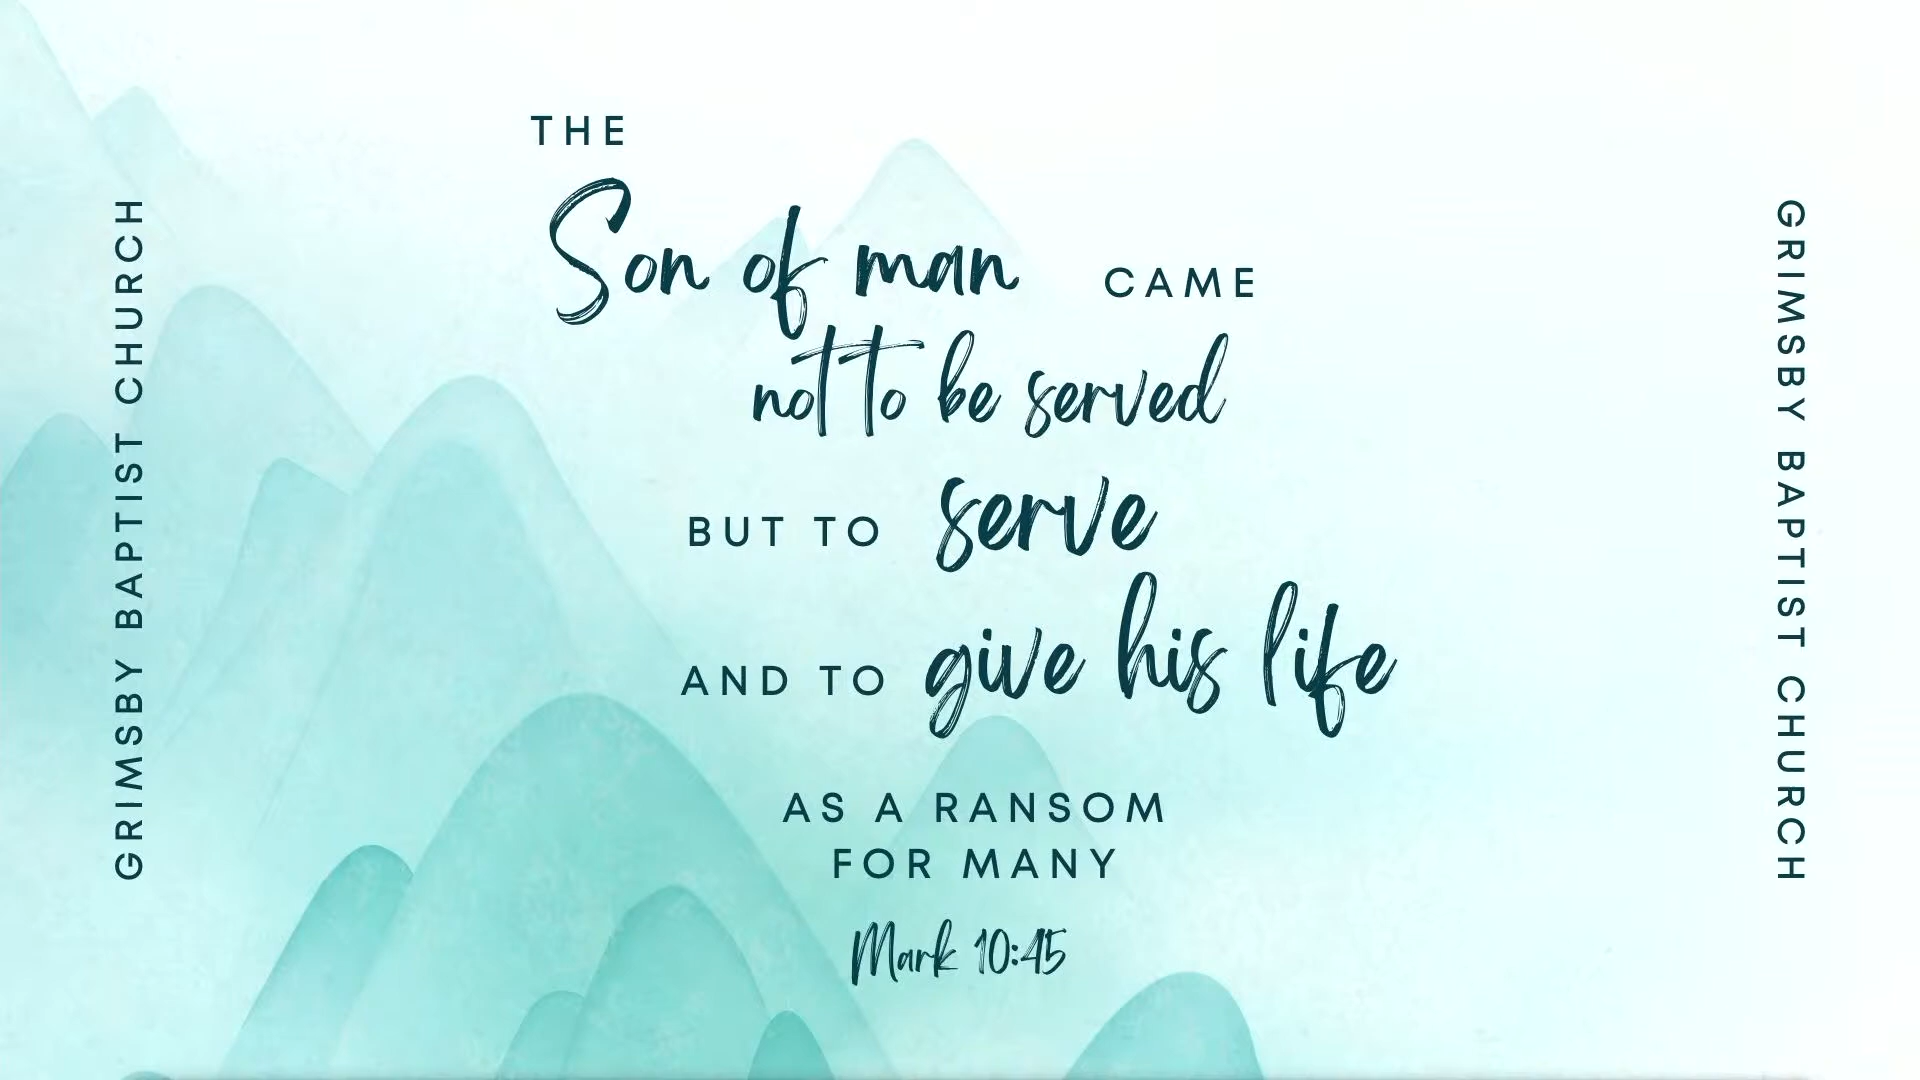 GRIMSBY BAPTIST CHURCH
THE
Son of man CAME
not to be served
BUT TO serve
AND TO give his life
AS A RANSOM
FOR MANY
Mark 10:45
GRIMSBY BAPTIST CHURCH